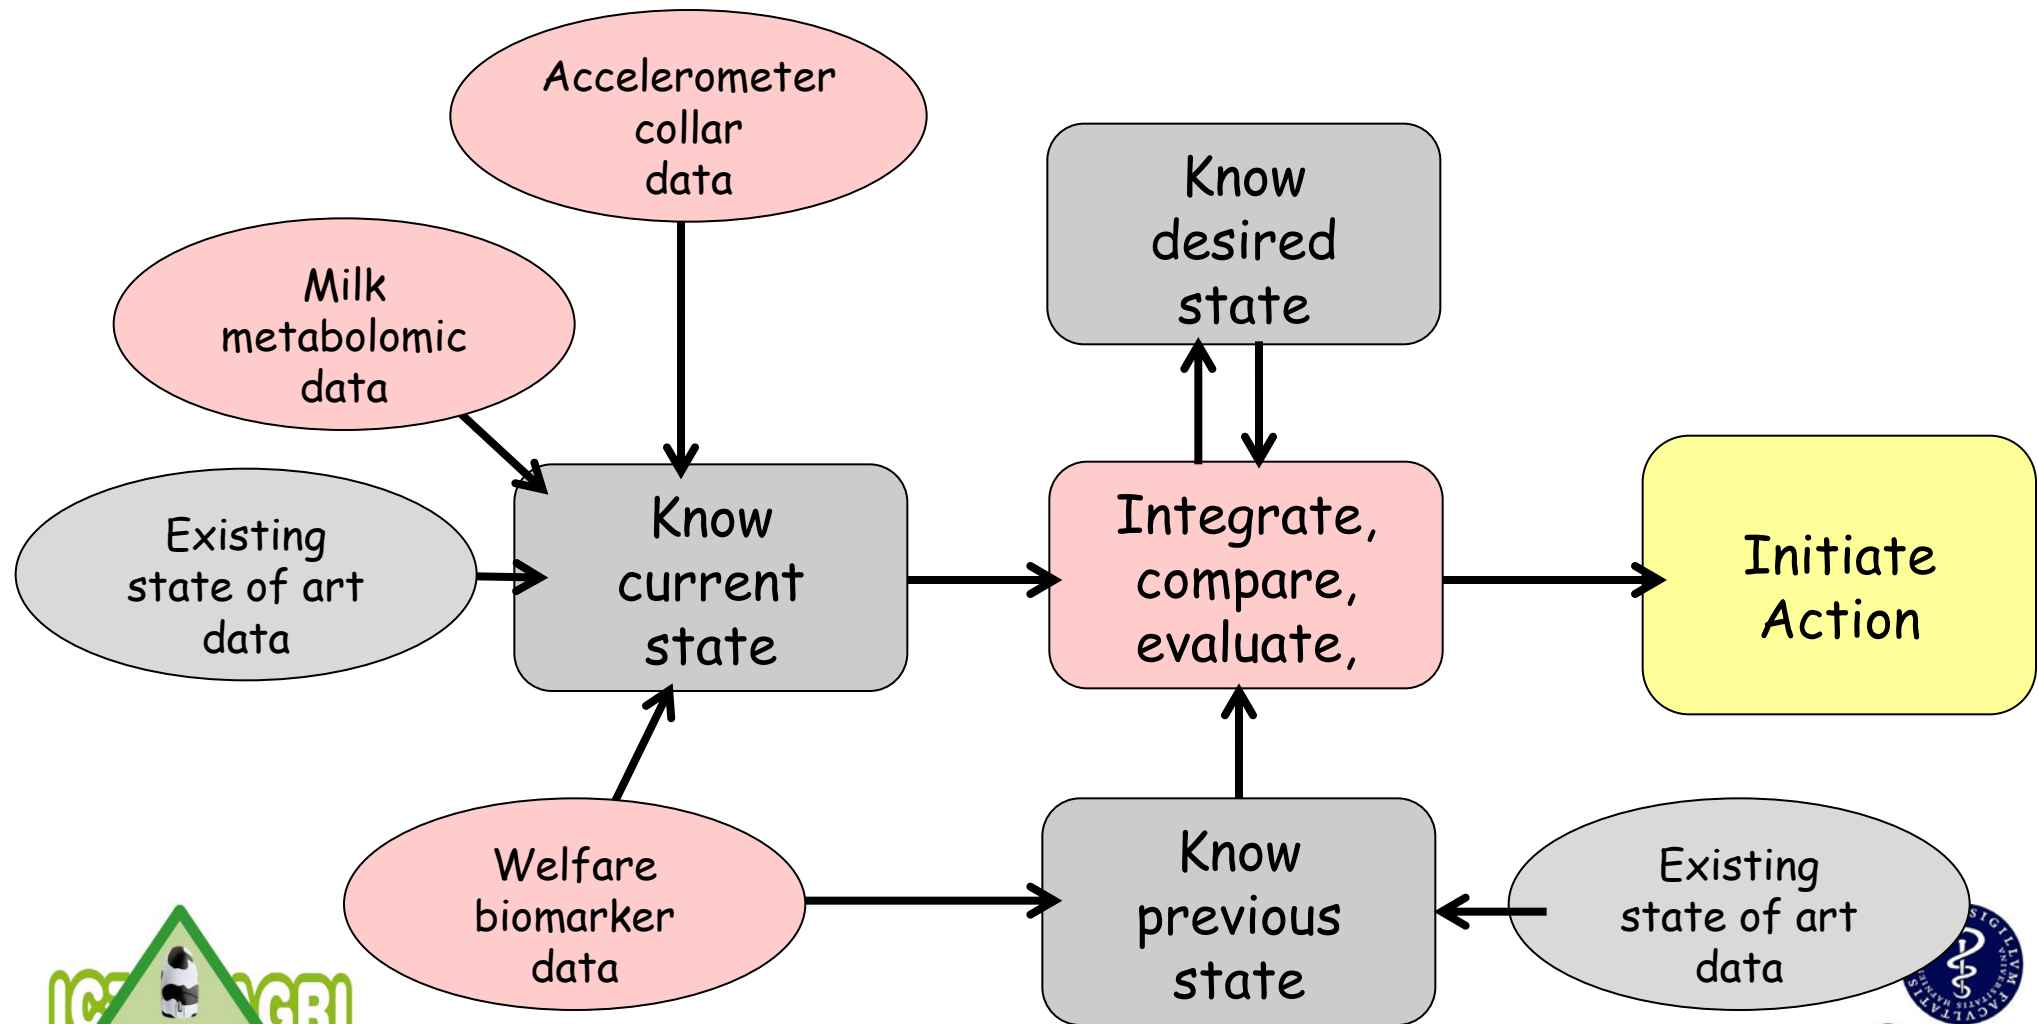 Accelerometer
collar
data
Know
desired
state
Milk
metabolomic
data
Existing
state of art
data
Know
current
state
Integrate,
compare,
evaluate,
Initiate
Action
Welfare
biomarker
data
Know
previous
state
Existing
state of art
data